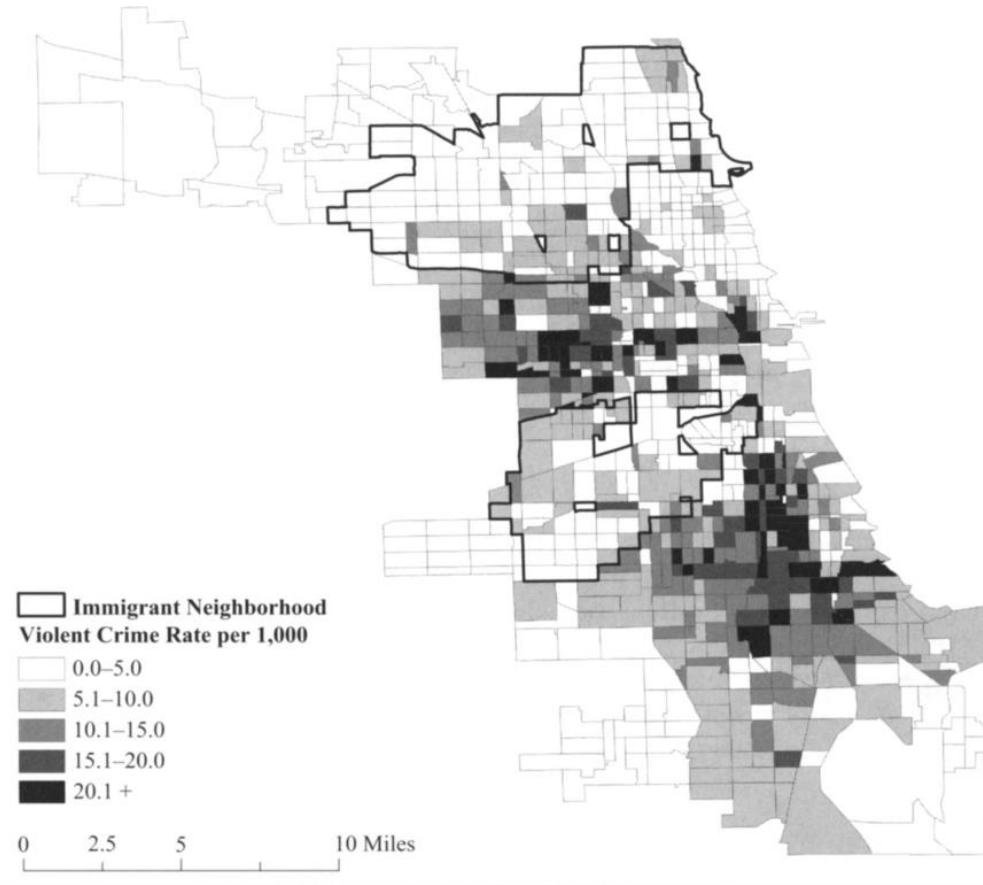 Immigrant Neighborhood
Violent Crime Rate per 1,000
0.0–5.0
5.1–10.0
10.1–15.0
15.1–20.0
20.1 +
0 2.5 5 10 Miles